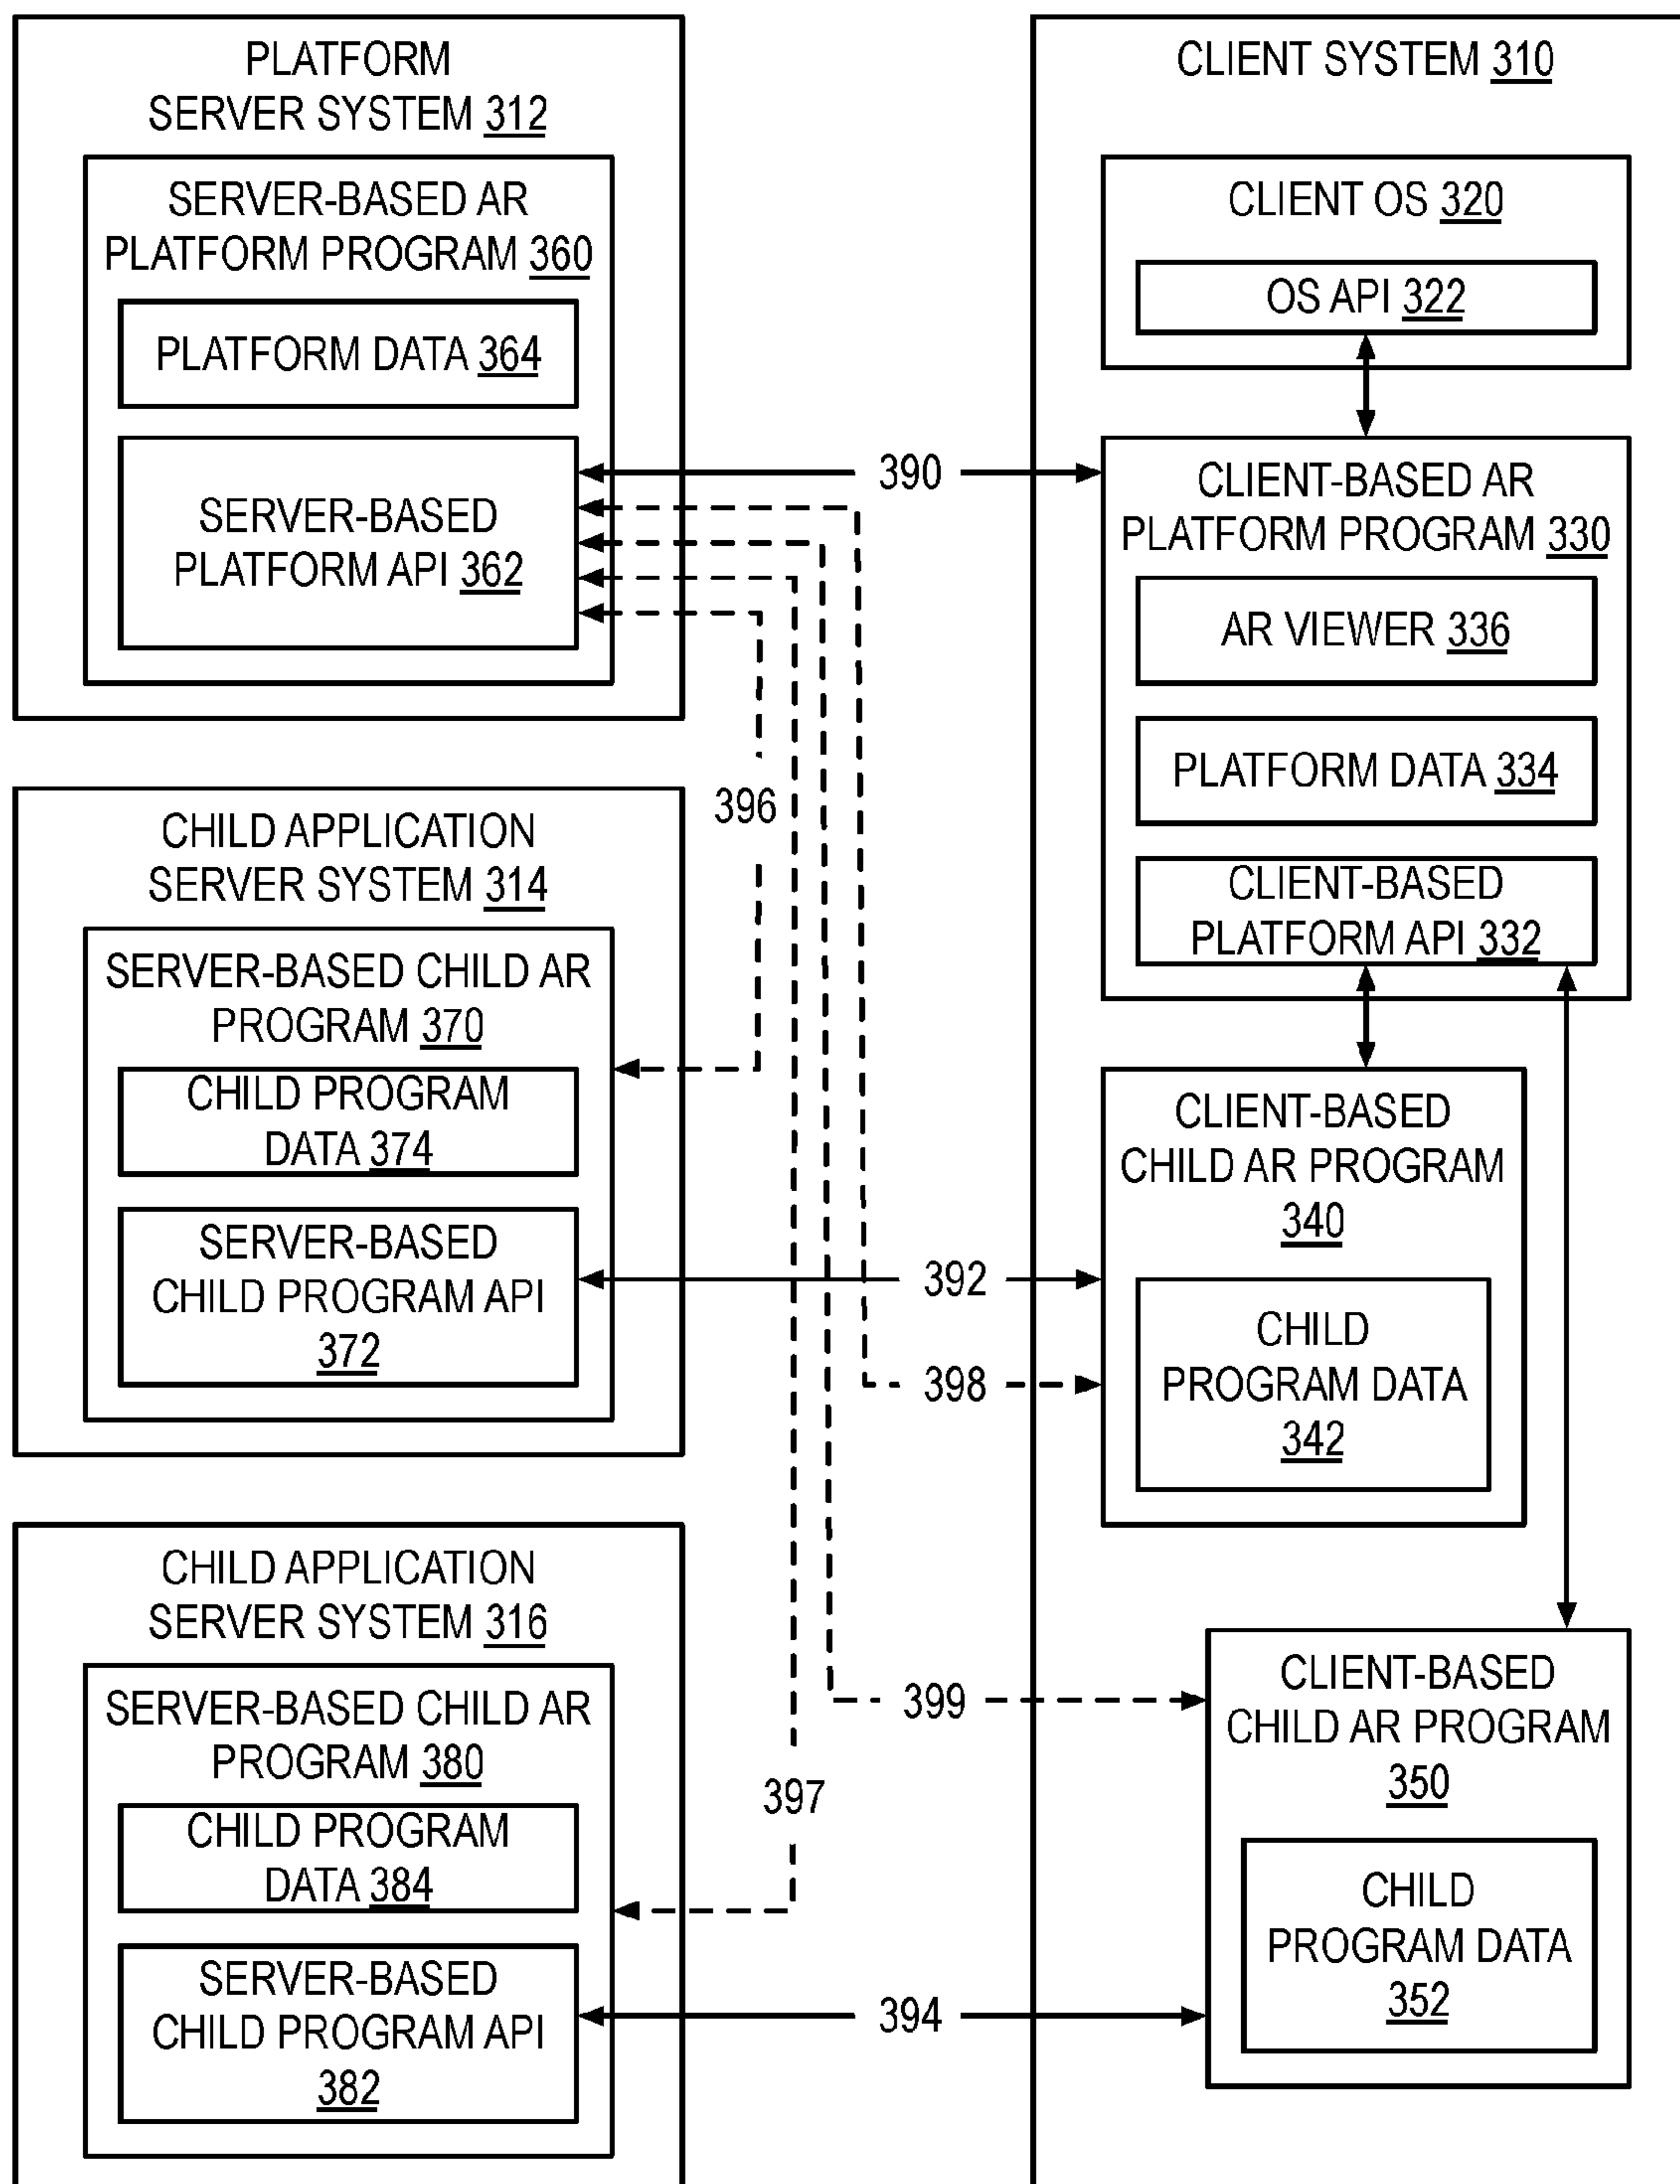 PLATFORM
SERVER SYSTEM 312
SERVER-BASED AR
PLATFORM PROGRAM 360
PLATFORM DATA 364
SERVER-BASED
PLATFORM API 362
CHILD APPLICATION
SERVER SYSTEM 314
SERVER-BASED CHILD AR
PROGRAM 370
CHILD PROGRAM
DATA 374
SERVER-BASED
CHILD PROGRAM API
372
CHILD APPLICATION
SERVER SYSTEM 316
SERVER-BASED CHILD AR
PROGRAM 380
CHILD PROGRAM
DATA 384
SERVER-BASED
CHILD PROGRAM API
382
390
396
392
398
399
397
394
CLIENT SYSTEM 310
CLIENT OS 320
OS API 322
CLIENT-BASED AR
PLATFORM PROGRAM 330
AR VIEWER 336
PLATFORM DATA 334
CLIENT-BASED
PLATFORM API 332
CLIENT-BASED
CHILD AR PROGRAM
340
CHILD
PROGRAM DATA
342
CLIENT-BASED
CHILD AR PROGRAM
350
CHILD
PROGRAM DATA
352